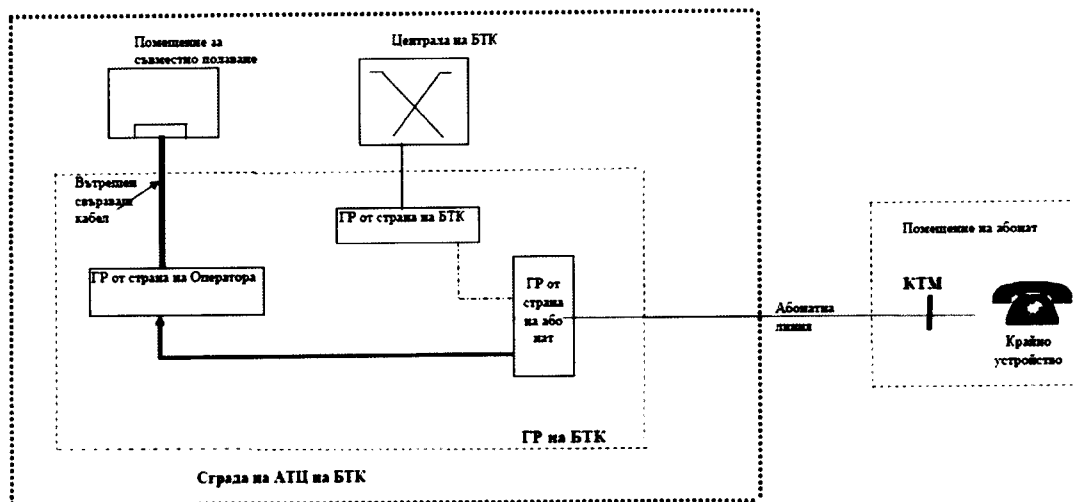 Помещение за
съвместно ползване
Централа на БТК
Вътрешен
свързващ
кабел
ГР от страна на БТК
ГР от страна на Оператора
ГР от
страна
на або
нат
Абонатна
линия
Помещение на абонат
КТМ
Крайно
устройство
ГР на БТК
Сграда на АТЦ на БТК